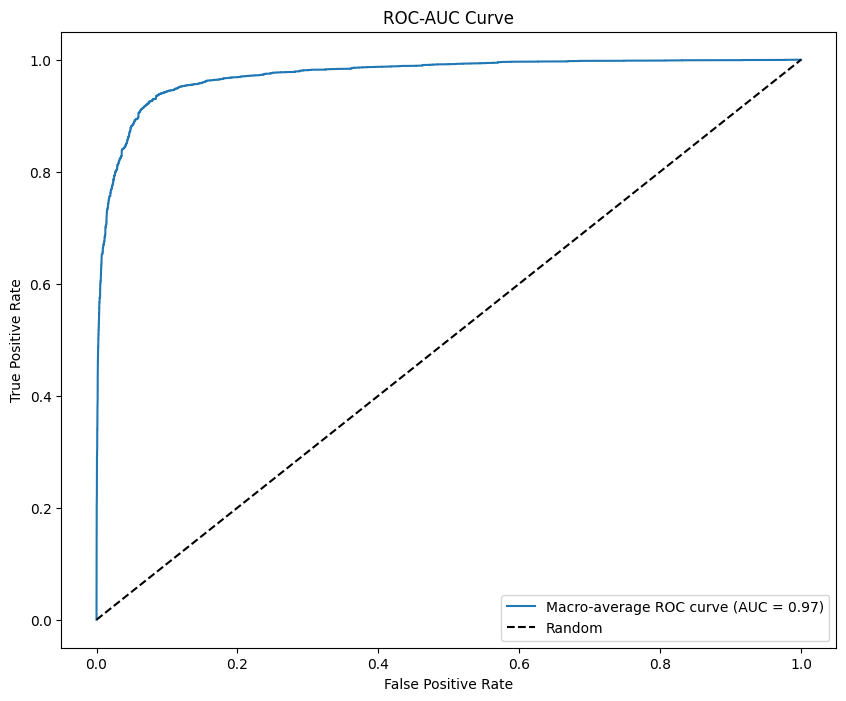 ROC-AUC Curve
True Positive Rate
1.0
0.8
0.6
0.4
0.2
0.0
0.0 0.2 0.4 0.6 0.8 1.0
False Positive Rate
Macro-average ROC curve (AUC = 0.97)
Random